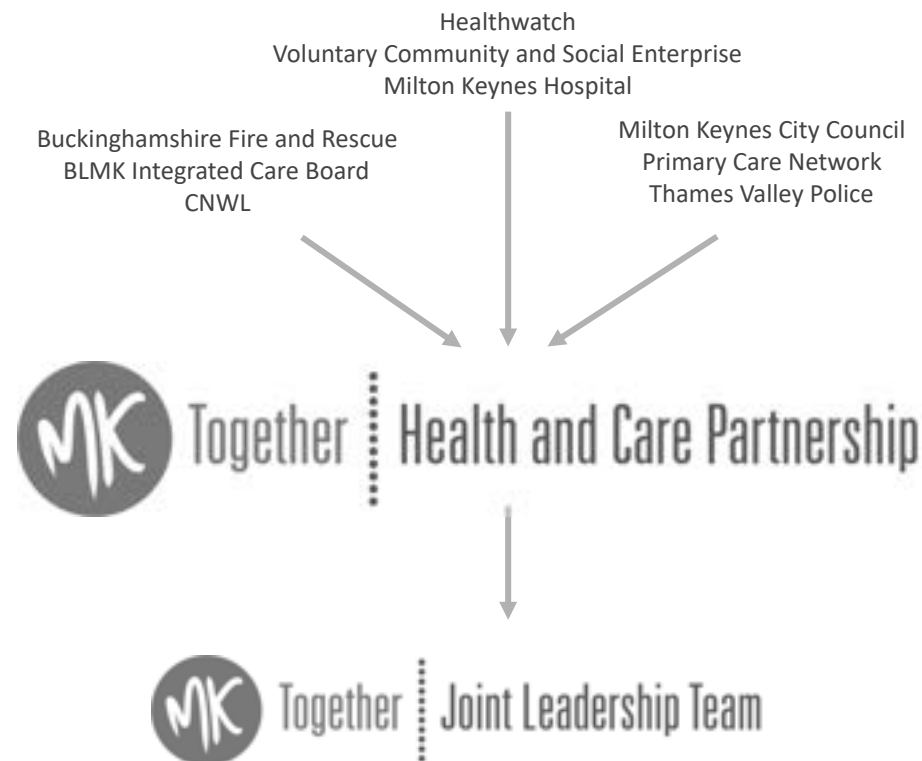 Healthwatch
Voluntary Community and Social Enterprise
Milton Keynes Hospital
Buckinghamshire Fire and Rescue
BLMK Integrated Care Board
CNWL
Milton Keynes City Council
Primary Care Network
Thames Valley Police
MK Together Health and Care Partnership
MK Together Joint Leadership Team